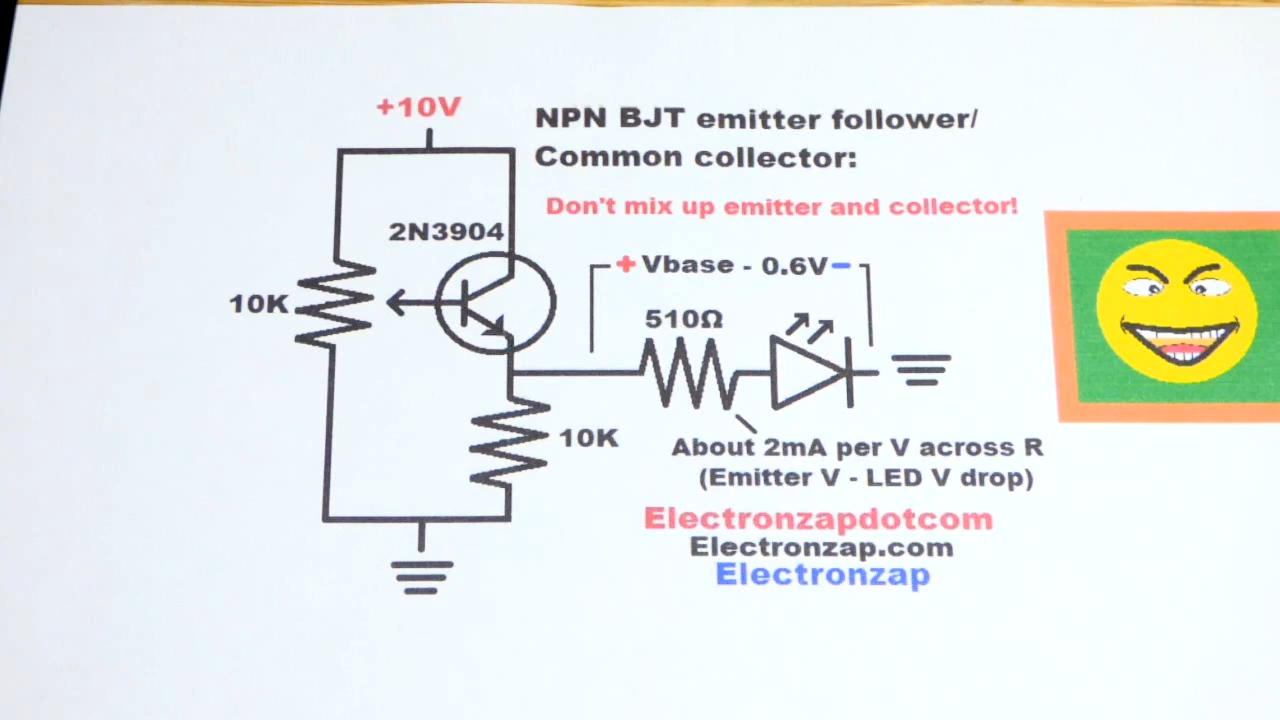 +10V
NPN BJT emitter follower/
Common collector:
Don't mix up emitter and collector!
2N3904
+ Vbase - 0.6V −
10K
510Ω
10K
About 2mA per V across R
(Emitter V - LED V drop)
Electronzapdotcom
Electronzap.com
Electronzap